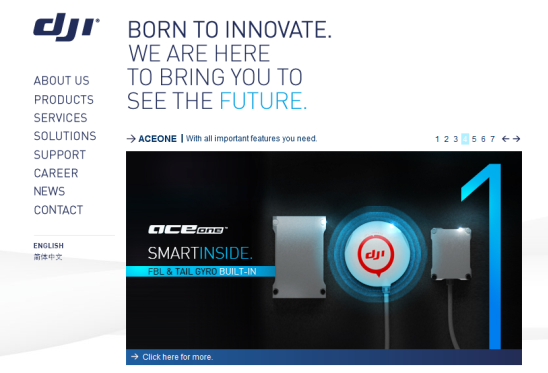 dji
BORN TO INNOVATE.
WE ARE HERE
TO BRING YOU TO
SEE THE FUTURE.
ABOUT US
PRODUCTS
SERVICES
SOLUTIONS
SUPPORT
CAREER
NEWS
CONTACT
ENGLISH
简体中文
→ ACEONE | With all important features you need.
1 2 3 4 5 6 7 ← →
ace one
SMARTINSIDE.
FBL & TAIL GYRO BUILT-IN
dji
1
→ Click here for more.